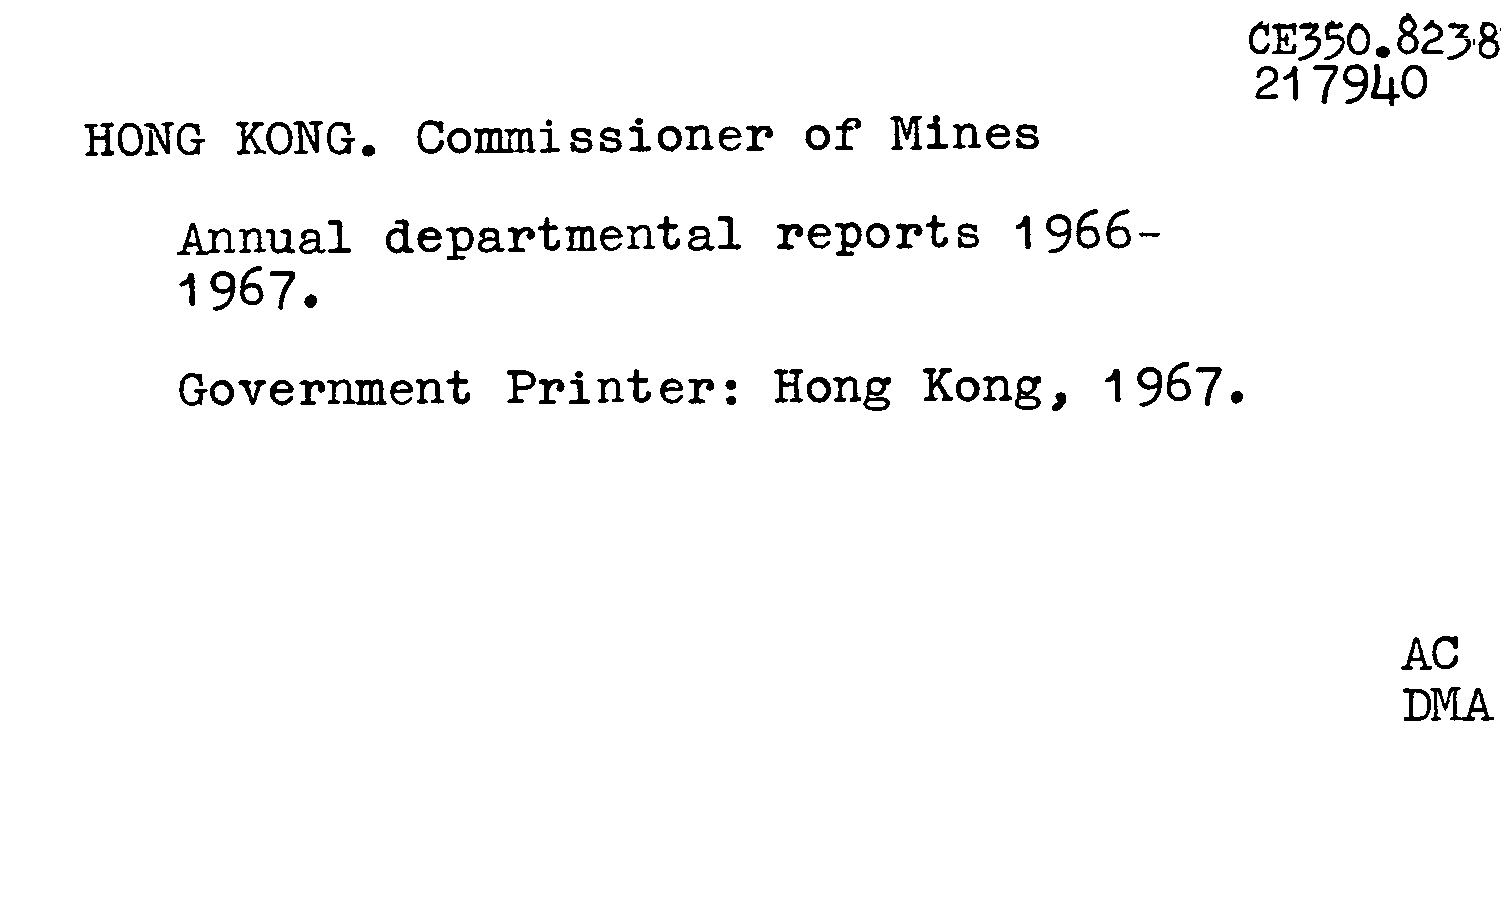 CE350.8238
217940
HONG KONG. Commissioner of Mines
Annual departmental reports 1966-
1967.
Government Printer: Hong Kong, 1967.
AC
DMA